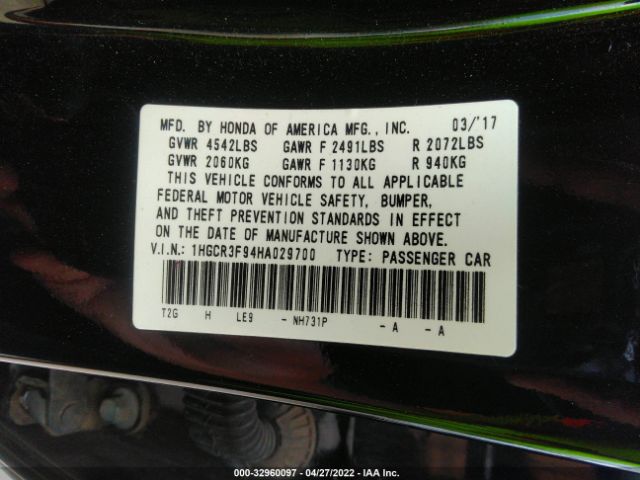 MFD. BY HONDA OF AMERICA MFG., INC. 03/'17
GVWR 4542LBS GAWR F 2491LBS R 2072LBS
GVWR 2060KG GAWR F 1130KG R 940KG
THIS VEHICLE CONFORMS TO ALL APPLICABLE
FEDERAL MOTOR VEHICLE SAFETY, BUMPER,
AND THEFT PREVENTION STANDARDS IN EFFECT
ON THE DATE OF MANUFACTURE SHOWN ABOVE.
V.I.N.: 1HGCR3F94HA029700 TYPE: PASSENGER CAR
T2G H LE9 - NH731P - A - A
000-32960097 - 04/27/2022 - IAA Inc.